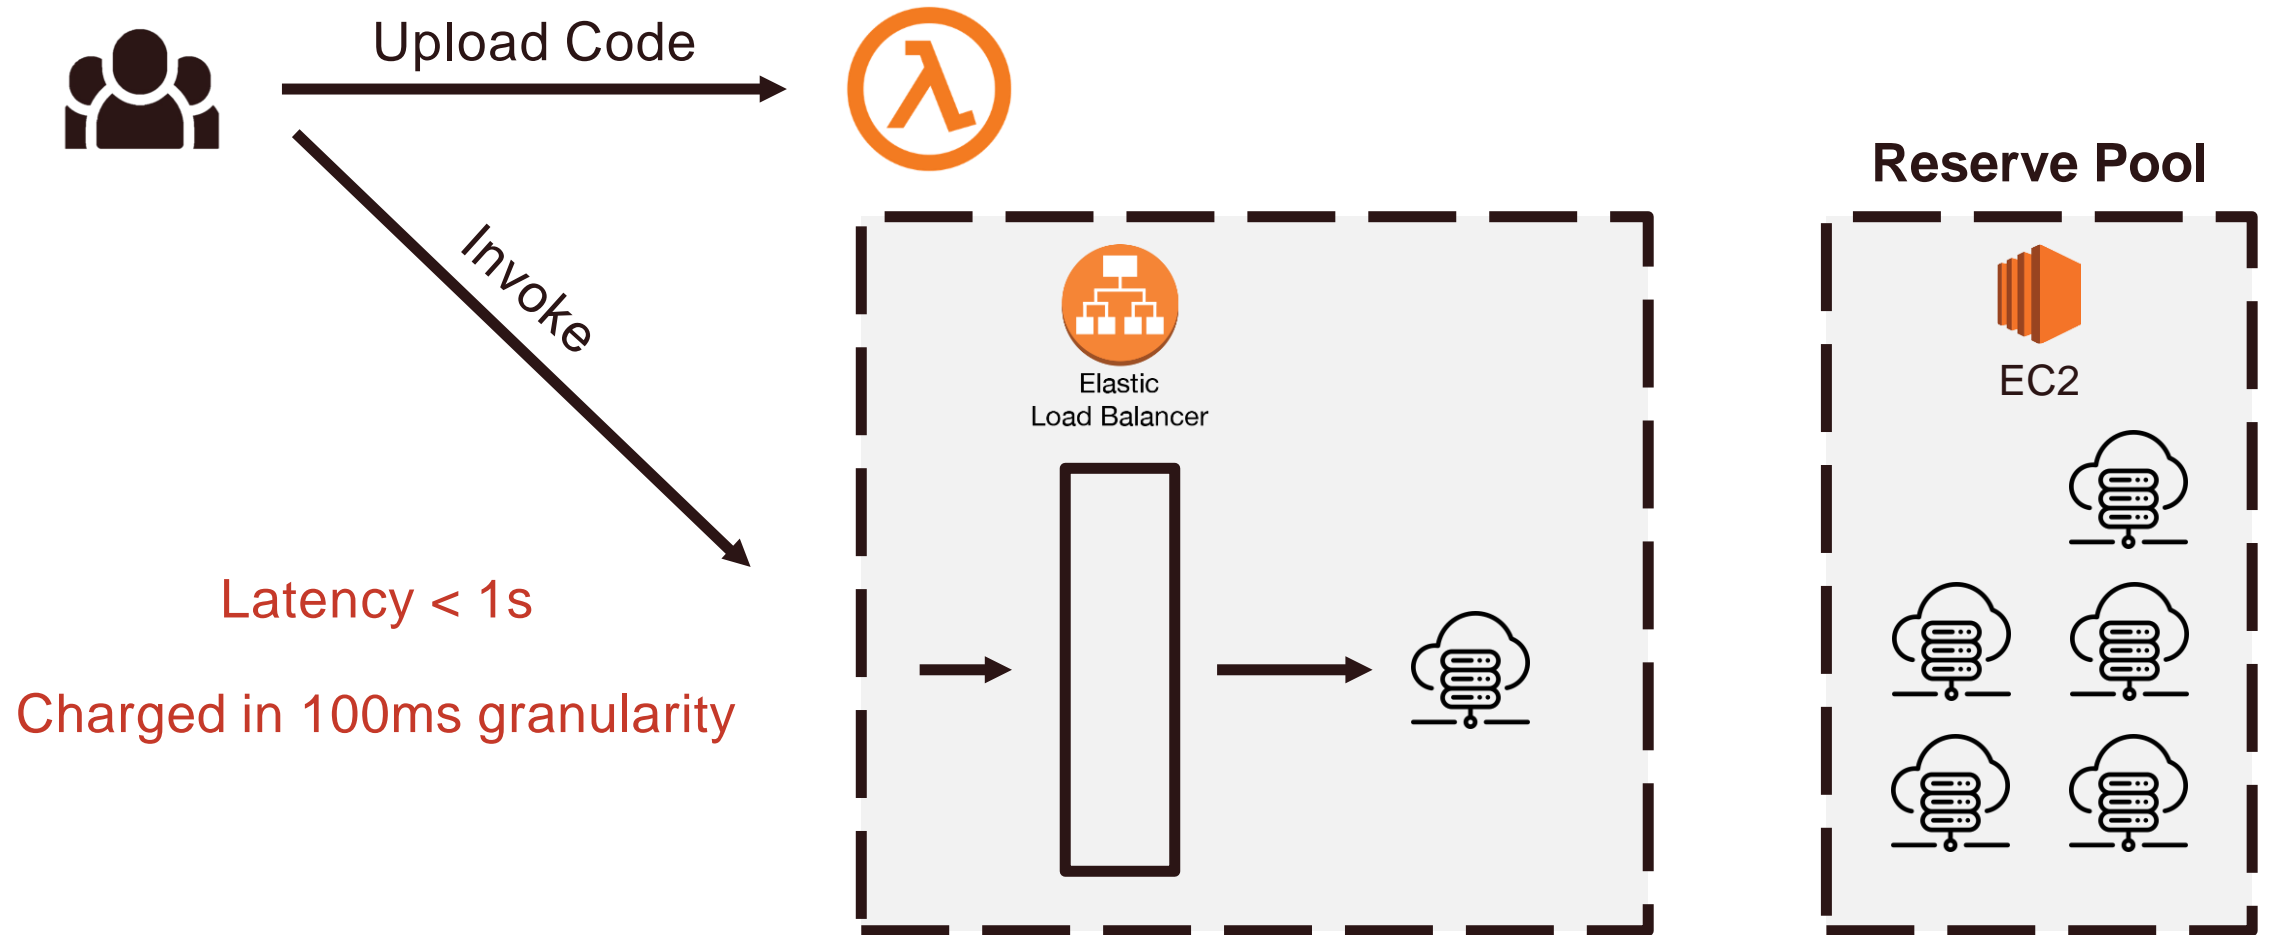 Upload Code
Invoke
Latency < 1s
Charged in 100ms granularity
Elastic
Load Balancer
Reserve Pool
EC2